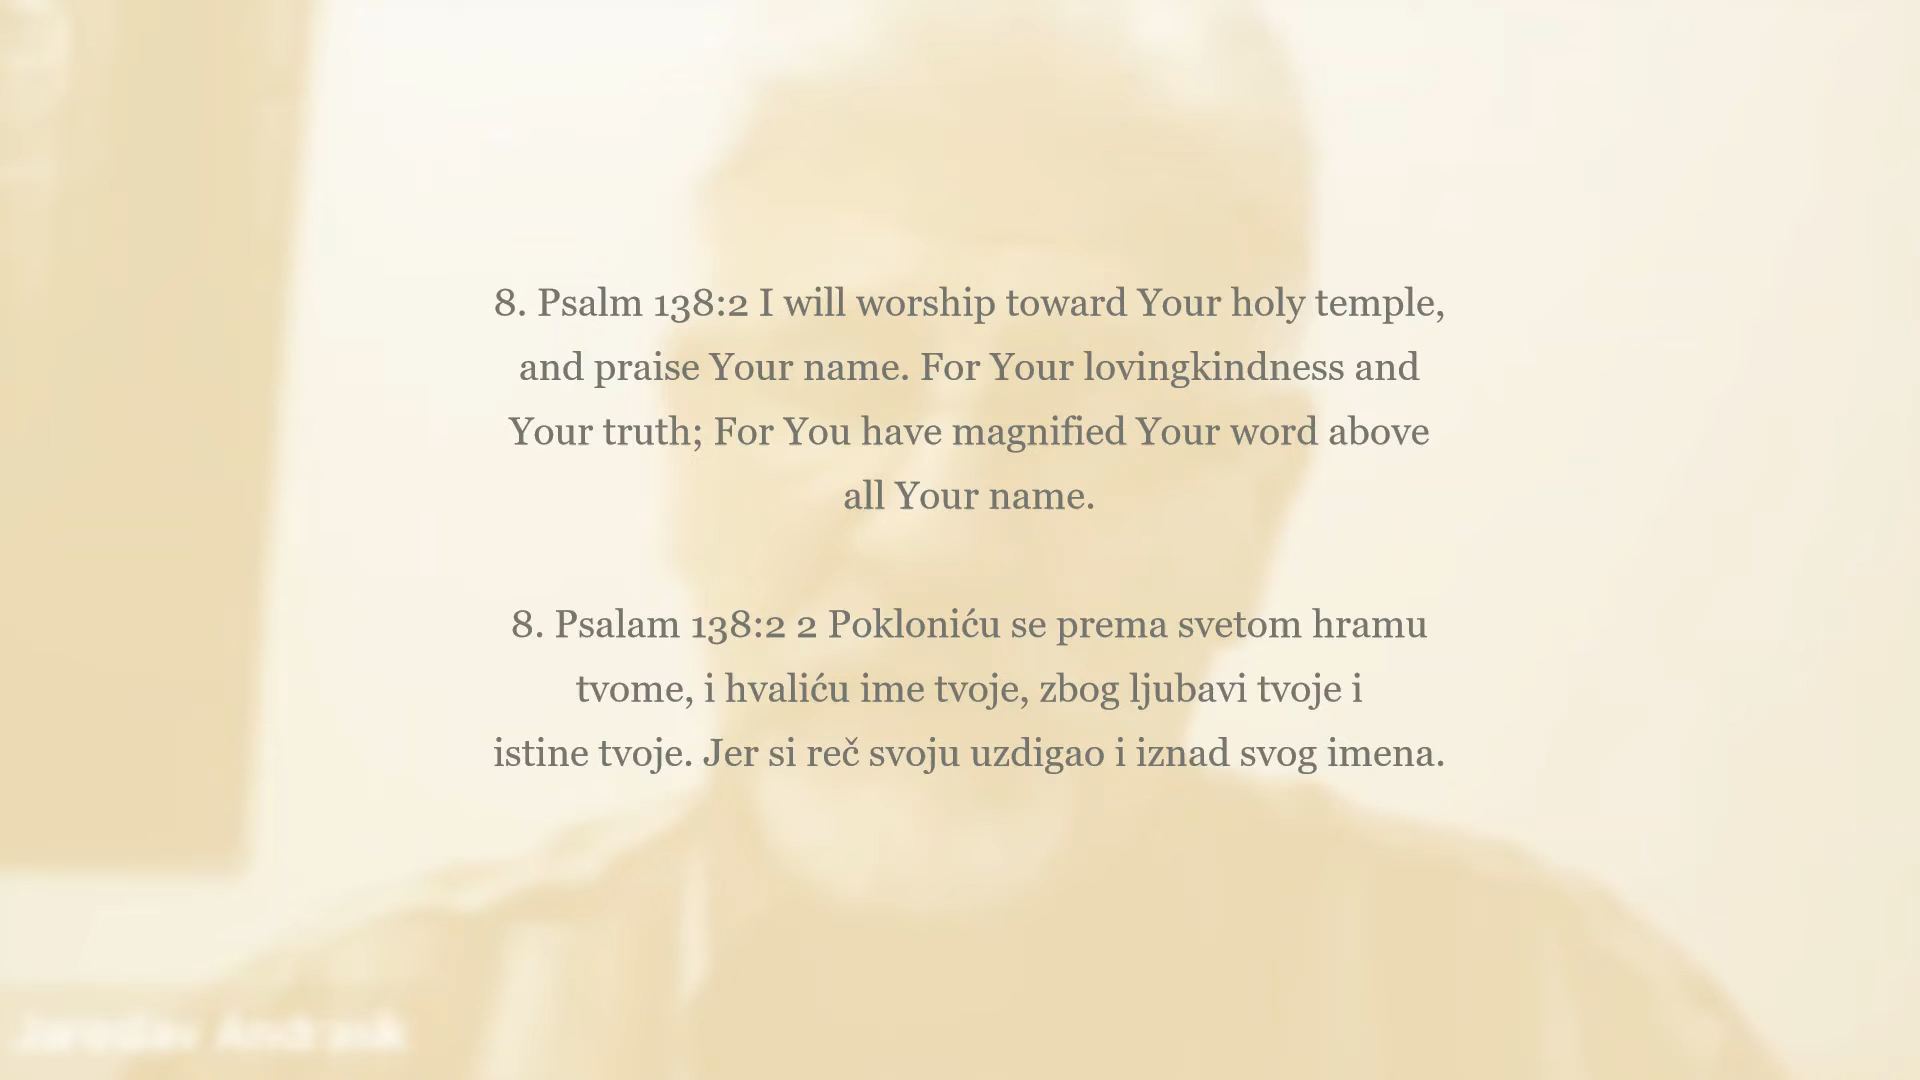 8. Psalm 138:2 I will worship toward Your holy temple,
and praise Your name. For Your lovingkindness and
Your truth; For You have magnified Your word above
all Your name.
8. Psalam 138:2 2 Pokloniću se prema svetom hramu
tvome, i hvaliću ime tvoje, zbog ljubavi tvoje i
istine tvoje. Jer si reč svoju uzdigao i iznad svog imena.